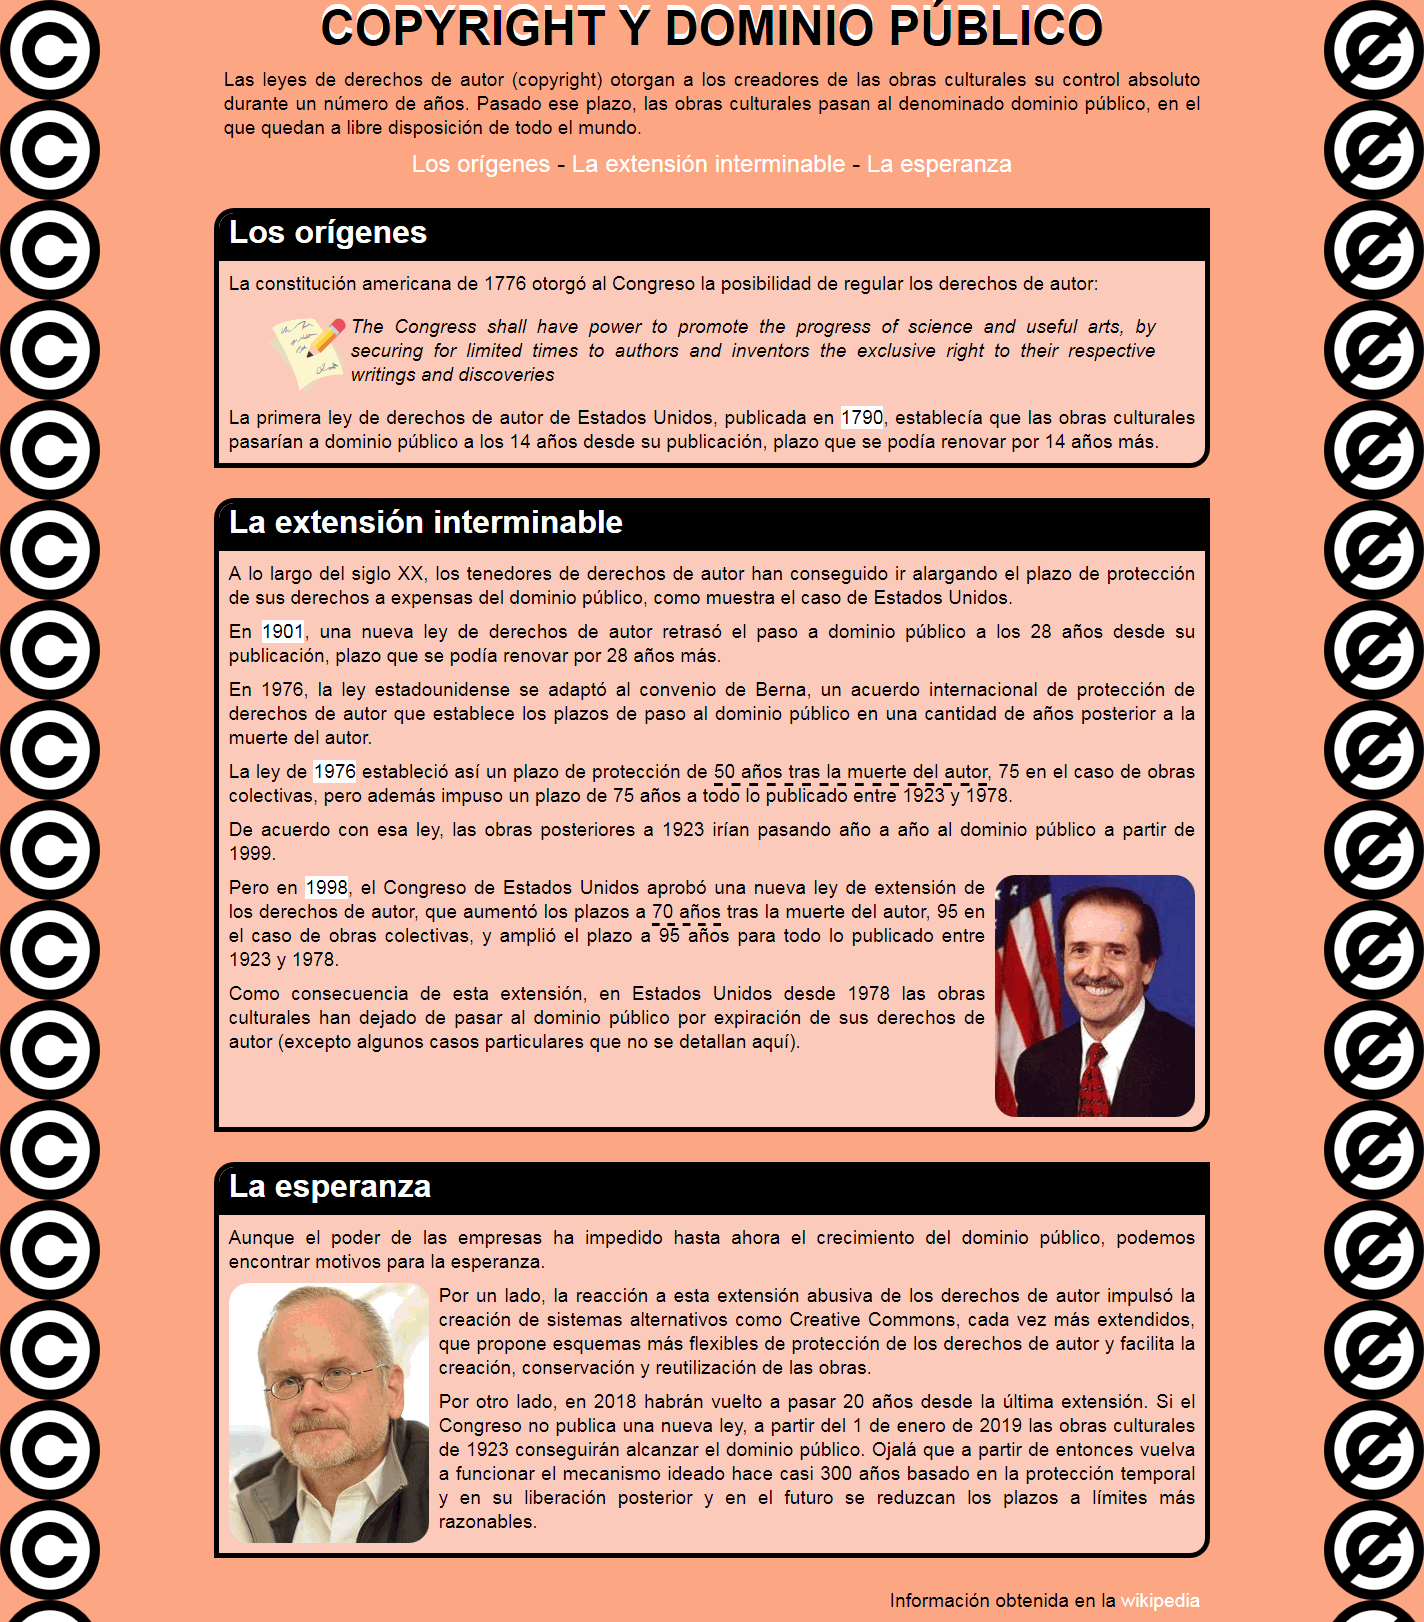 COPYRIGHT Y DOMINIO PÚBLICO
Las leyes de derechos de autor (copyright) otorgan a los creadores de las obras culturales su control absoluto
durante un número de años. Pasado ese plazo, las obras culturales pasan al denominado dominio público, en el
que quedan a libre disposición de todo el mundo.
Los orígenes - La extensión interminable - La esperanza
Los orígenes
La constitución americana de 1776 otorgó al Congreso la posibilidad de regular los derechos de autor:
The Congress shall have power to promote the progress of science and useful arts, by
securing for limited times to authors and inventors the exclusive right to their respective
writings and discoveries
La primera ley de derechos de autor de Estados Unidos, publicada en 1790, establecía que las obras culturales
pasarían a dominio público a los 14 años desde su publicación, plazo que se podía renovar por 14 años más.
La extensión interminable
A lo largo del siglo XX, los tenedores de derechos de autor han conseguido ir alargando el plazo de protección
de sus derechos a expensas del dominio público, como muestra el caso de Estados Unidos.
En 1901, una nueva ley de derechos de autor retrasó el paso a dominio público a los 28 años desde su
publicación, plazo que se podía renovar por 28 años más.
En 1976, la ley estadounidense se adaptó al convenio de Berna, un acuerdo internacional de protección de
derechos de autor que establece los plazos de paso al dominio público en una cantidad de años posterior a la
muerte del autor.
La ley de 1976 estableció así un plazo de protección de 50 años tras la muerte del autor, 75 en el caso de obras
colectivas, pero además impuso un plazo de 75 años a todo lo publicado entre 1923 y 1978.
De acuerdo con esa ley, las obras posteriores a 1923 irían pasando año a año al dominio público a partir de
1999.
Pero en 1998, el Congreso de Estados Unidos aprobó una nueva ley de extensión de
los derechos de autor, que aumentó los plazos a 70 años tras la muerte del autor, 95 en
el caso de obras colectivas, y amplió el plazo a 95 años para todo lo publicado entre
1923 y 1978.
Como consecuencia de esta extensión, en Estados Unidos desde 1978 las obras
culturales han dejado de pasar al dominio público por expiración de sus derechos de
autor (excepto algunos casos particulares que no se detallan aquí).
La esperanza
Aunque el poder de las empresas ha impedido hasta ahora el crecimiento del dominio público, podemos
encontrar motivos para la esperanza.
Por un lado, la reacción a esta extensión abusiva de los derechos de autor impulsó la
creación de sistemas alternativos como Creative Commons, cada vez más extendidos,
que propone esquemas más flexibles de protección de los derechos de autor y facilita la
creación, conservación y reutilización de las obras.
Por otro lado, en 2018 habrán vuelto a pasar 20 años desde la última extensión. Si el
Congreso no publica una nueva ley, a partir del 1 de enero de 2019 las obras culturales
de 1923 conseguirán alcanzar el dominio público. Ojalá que a partir de entonces vuelva
a funcionar el mecanismo ideado hace casi 300 años basado en la protección temporal
y en su liberación posterior y en el futuro se reduzcan los plazos a límites más
razonables.
Información obtenida en la wikipedia